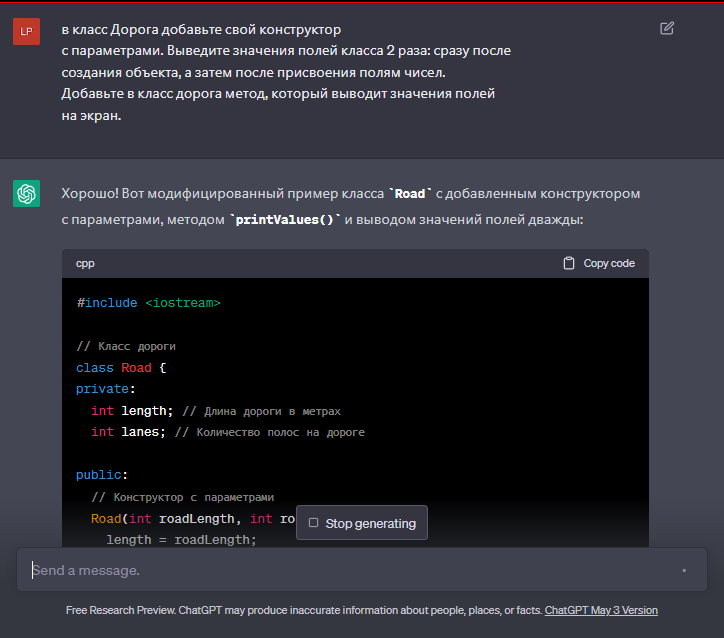 LP
в класс Дорога добавьте свой конструктор
с параметрами. Выведите значения полей класса 2 раза: сразу после
создания объекта, а затем после присвоения полям чисел.
Добавьте в класс дорога метод, который выводит значения полей
на экран.
Хорошо! Вот модифицированный пример класса `Road` с добавленным конструктором
с параметрами, методом `printValues()` и выводом значений полей дважды:
cpp
Copy code
#include <iostream>
// Класс дороги
class Road {
private:
int length; // Длина дороги в метрах
int lanes; // Количество полос на дороге
public:
// Конструктор с параметрами
Road(int roadLength, int ro
Stop generating
length = roadLength;
Send a message.
Free Research Preview. ChatGPT may produce inaccurate information about people, places, or facts. ChatGPT May 3 Version